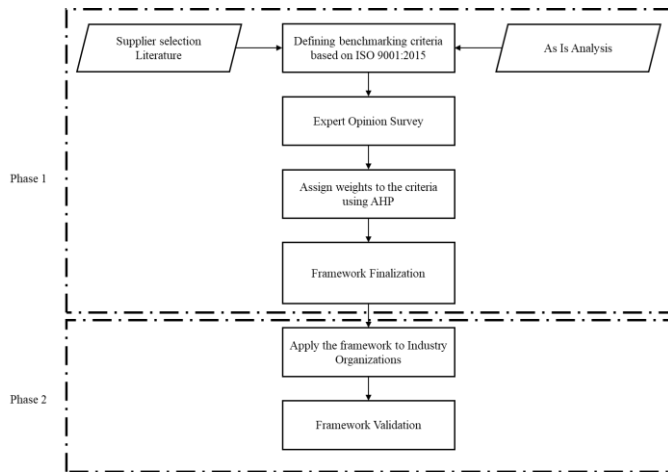 Supplier selection
Literature
Defining benchmarking criteria
based on ISO 9001:2015
As Is Analysis
Expert Opinion Survey
Phase 1
Assign weights to the criteria
using AHP
Framework Finalization
Apply the framework to Industry
Organizations
Phase 2
Framework Validation